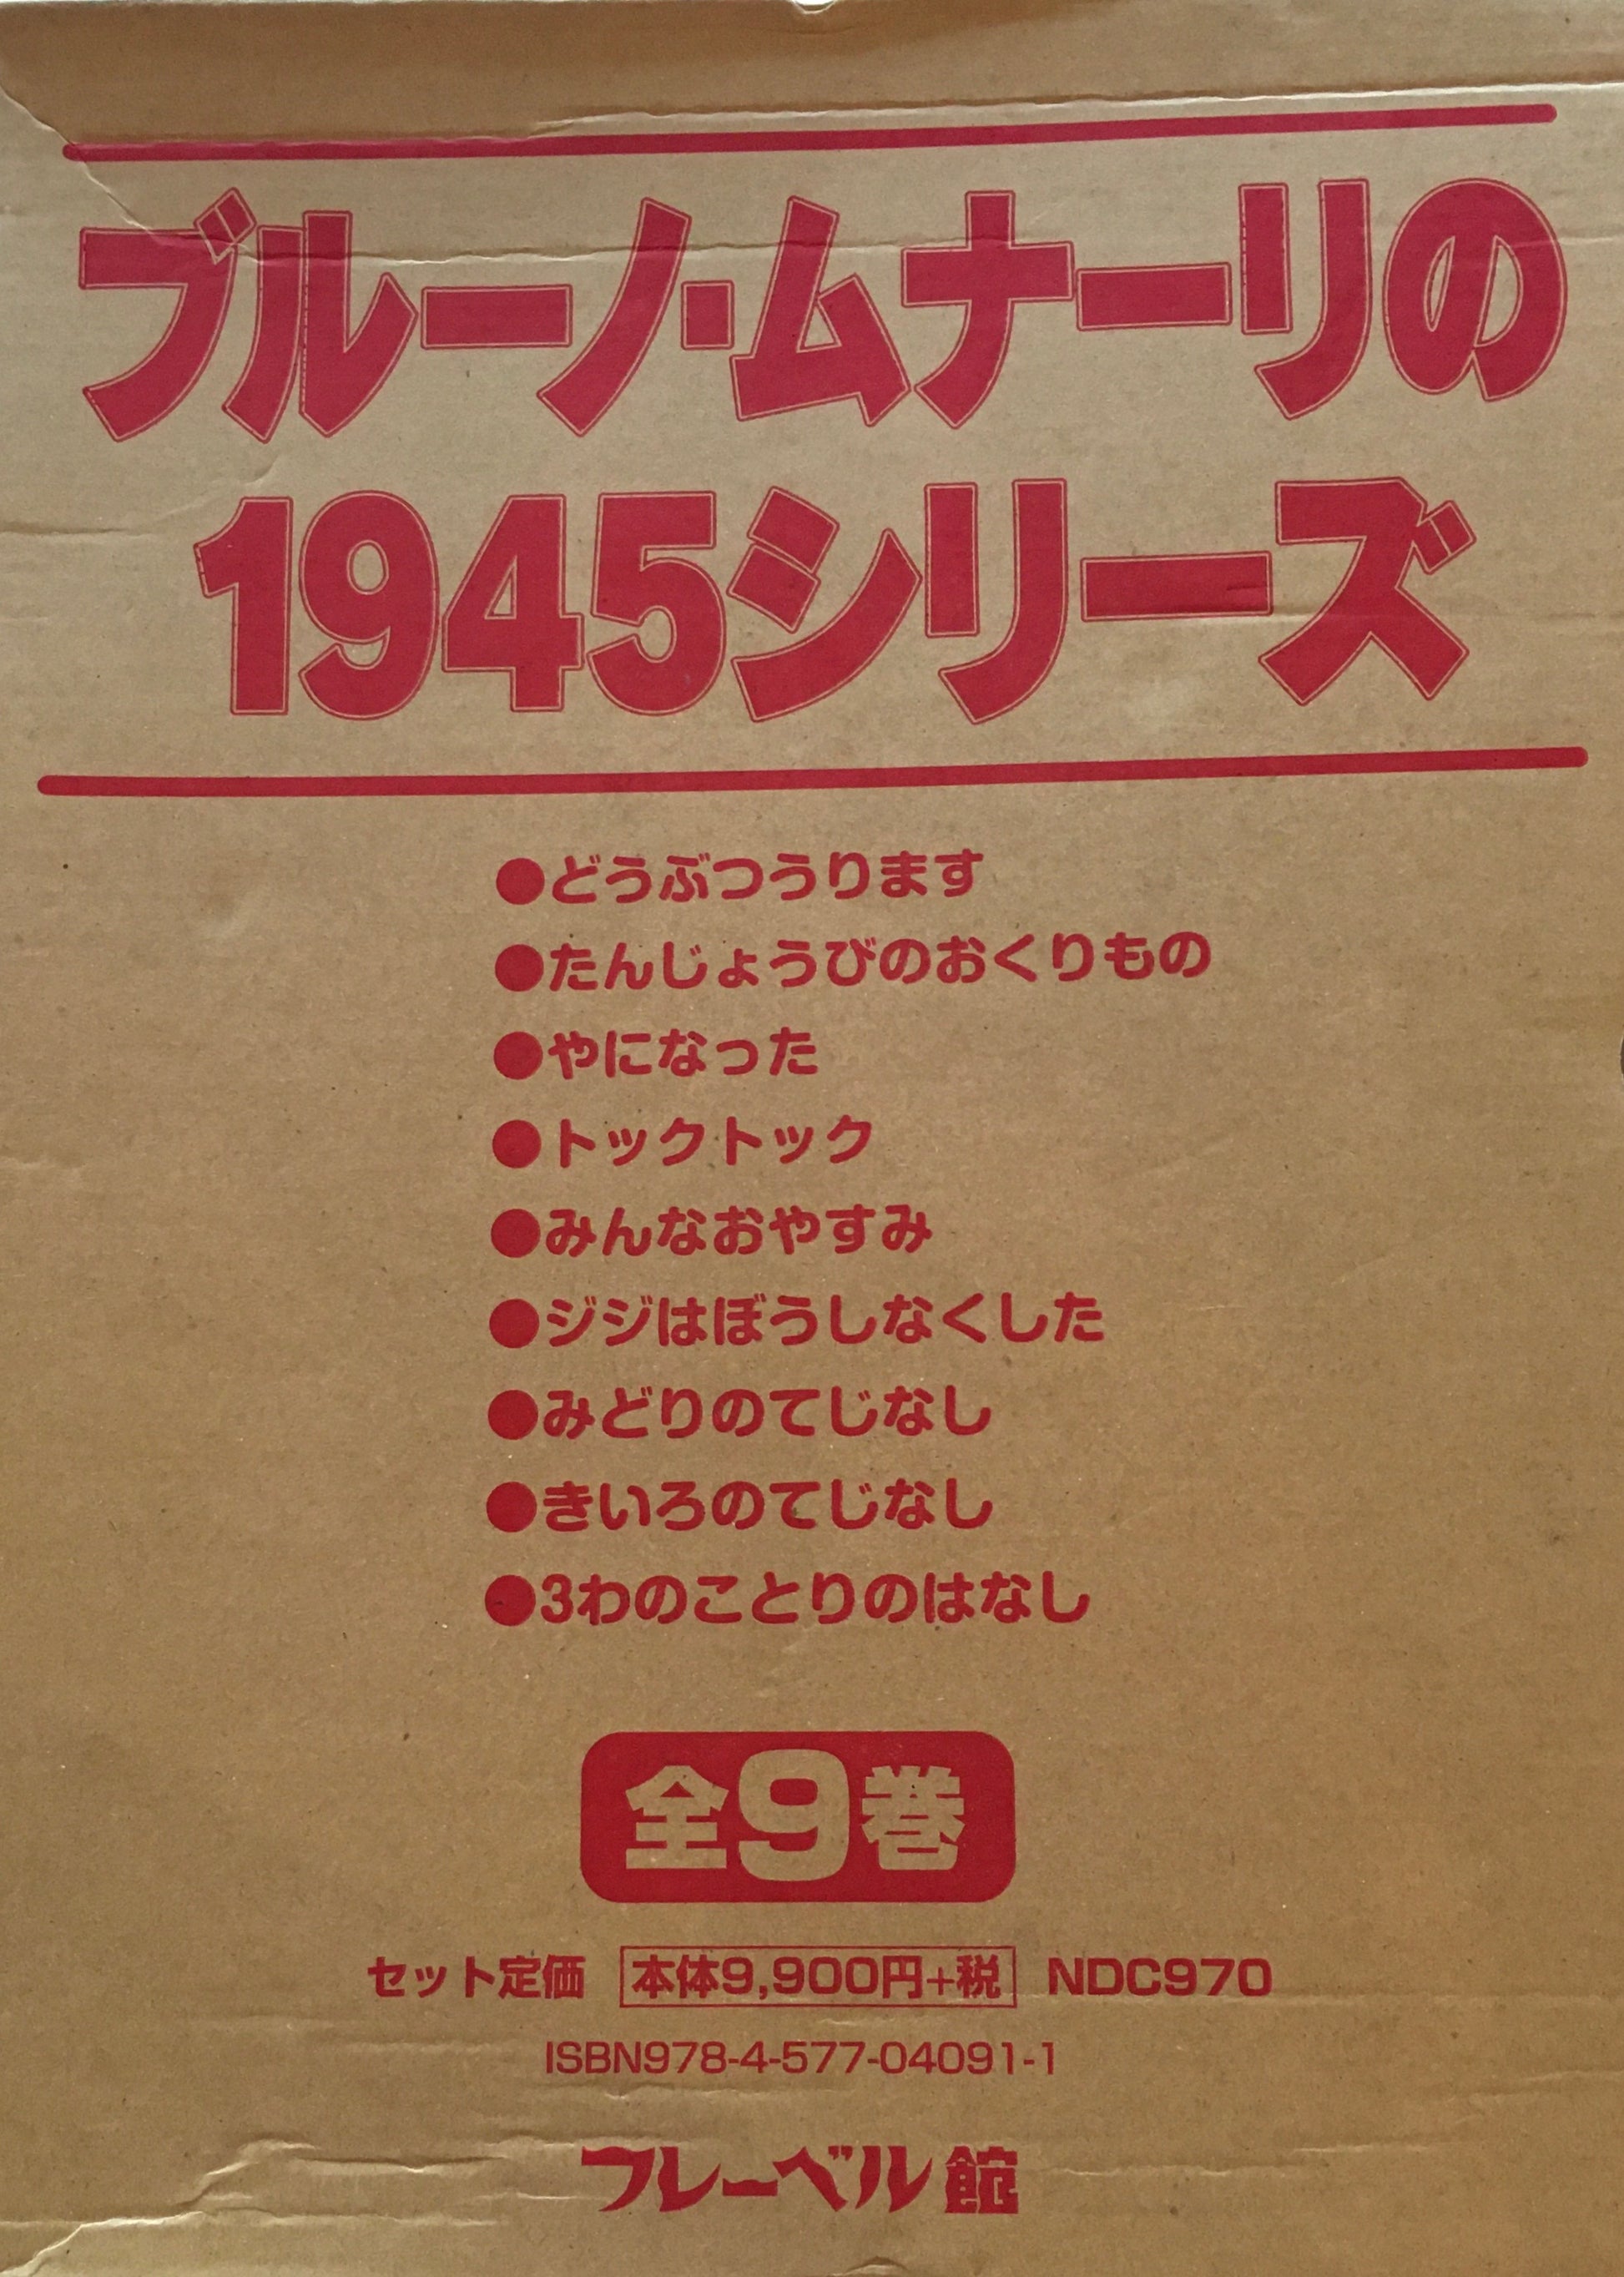 ブルーノ・ムナーリの
1945シリーズ
●どうぶつうります
●たんじょうびのおくりもの
●やになった
●トックトック
●みんなおやすみ
●ジジはぼうしなくした
●みどりのてじなし
●きいろのてじなし
●3わのことりのはなし
全9巻
セット定価 本体9,900円+税 NDC970
ISBN978-4-577-04091-1
フレーベル館